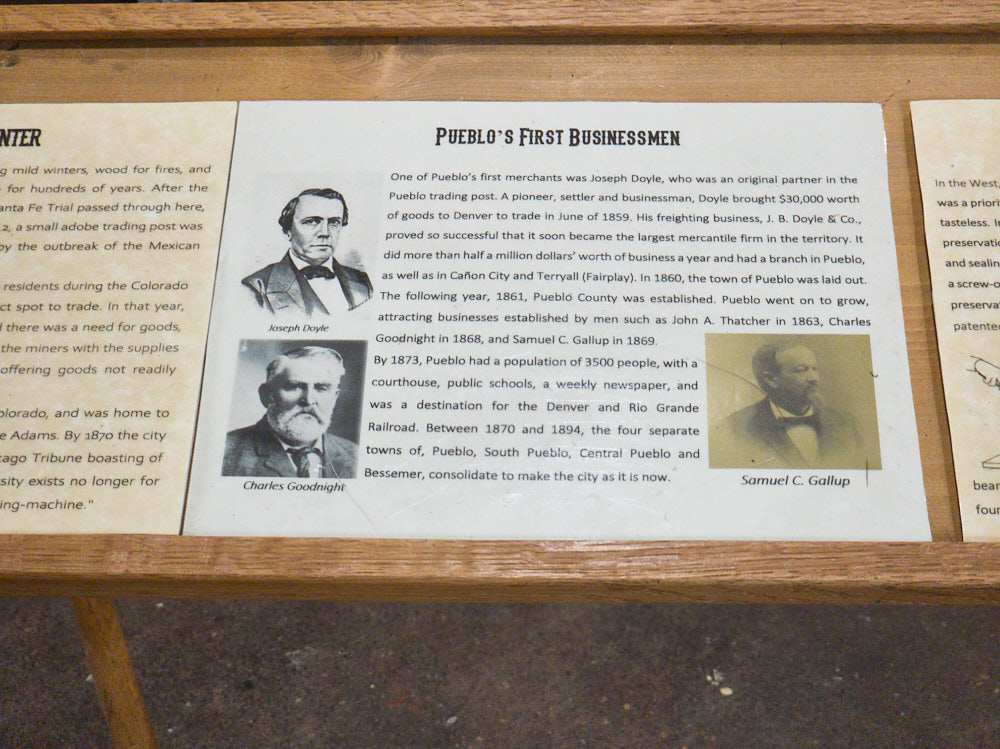 NTER
g mild winters, wood for fires, and
for hundreds of years. After the
anta Fe Trial passed through here,
2, a small adobe trading post was
by the outbreak of the Mexican
residents during the Colorado
ct spot to trade. In that year,
d there was a need for goods,
the miners with the supplies
offering goods not readily
olorado, and was home to
e Adams. By 1870 the city
cago Tribune boasting of
sity exists no longer for
ing-machine."
PUEBLO'S FIRST BUSINESSMEN
One of Pueblo's first merchants was Joseph Doyle, who was an original partner in the
Pueblo trading post. A pioneer, settler and businessman, Doyle brought $30,000 worth
of goods to Denver to trade in June of 1859. His freighting business, J. B. Doyle & Co.,
proved so successful that it soon became the largest mercantile firm in the territory. It
did more than half a million dollars' worth of business a year and had a branch in Pueblo,
as well as in Cañon City and Terryall (Fairplay). In 1860, the town of Pueblo was laid out.
The following year, 1861, Pueblo County was established. Pueblo went on to grow,
attracting businesses established by men such as John A. Thatcher in 1863, Charles
Goodnight in 1868, and Samuel C. Gallup in 1869.
By 1873, Pueblo had a population of 3500 people, with a
courthouse, public schools, a weekly newspaper, and
was a destination for the Denver and Rio Grande
Railroad. Between 1870 and 1894, the four separate
towns of, Pueblo, South Pueblo, Central Pueblo and
Bessemer, consolidate to make the city as it is now.
Joseph Doyle
Charles Goodnight
Samuel C. Gallup
In the West,
was a priori
tasteless. I
preservatio
and sealin
a screw-o
preserva
patente
bear
four